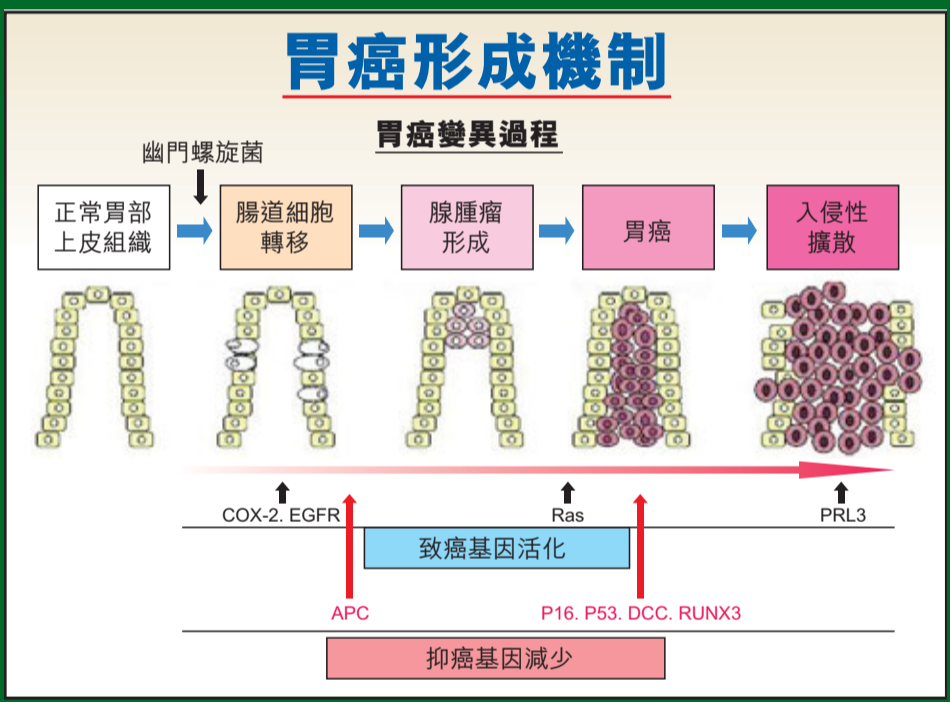 胃癌形成機制
胃癌變異過程
幽門螺旋菌
正常胃部
上皮組織
腸道細胞
轉移
腺腫瘤
形成
胃癌
入侵性
擴散
COX-2. EGFR
Ras
PRL3
致癌基因活化
APC
P16. P53. DCC. RUNX3
抑癌基因減少